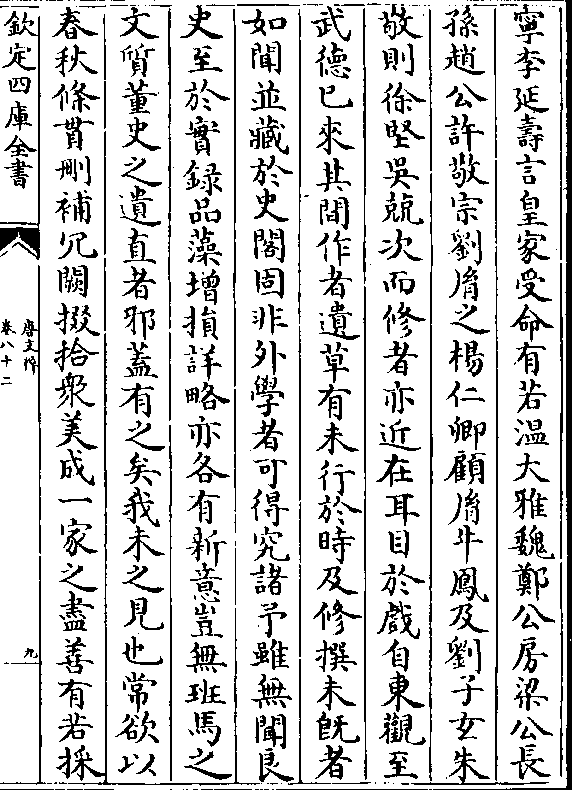 寧李延壽言皇家受命有若温大雅魏鄭公房梁公長
孫趙公許敬宗劉𦙍之楊仁卿顧𦙍牛鳳及劉子玄朱
敬則徐堅吳兢次而修者亦近在耳目於戲自東觀至
武德已來其間作者遺草有未行於時及修撰未旣者
如聞並藏於史閣固非外學者可得究諸予雖無聞良
史至於實録品藻增損詳略亦各有新意豈無班馬之
文質董史之遺直者邪蓋有之矣我未之見也常欲以
春秋條貫刪補冗闕掇拾衆美成一家之盡善有若採
欽定四庫全書
唐文粹
卷八十二
九